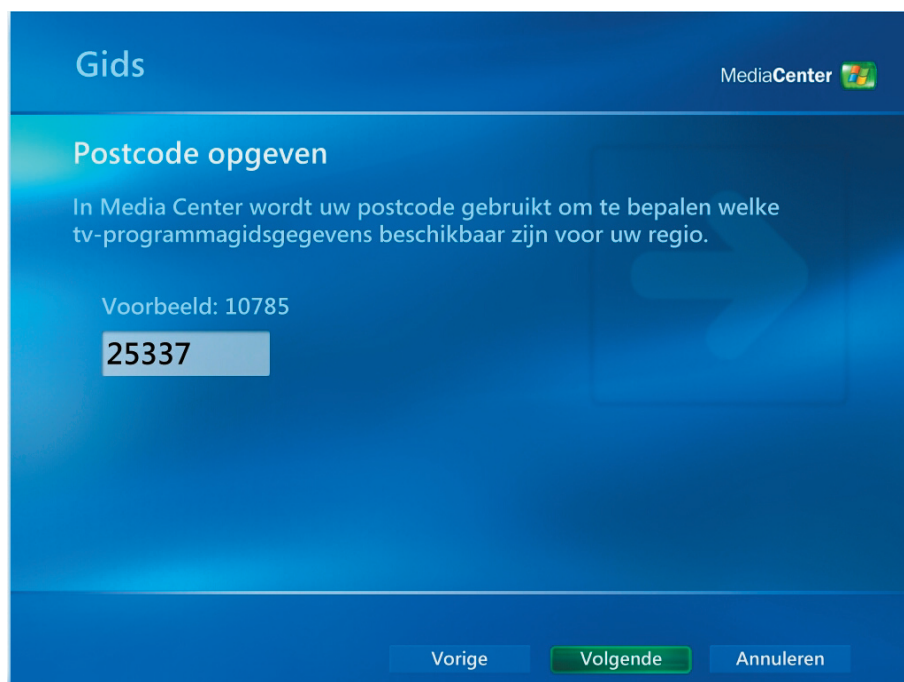 Gids
MediaCenter
Postcode opgeven
In Media Center wordt uw postcode gebruikt om te bepalen welke
tv-programmagidsgegevens beschikbaar zijn voor uw regio.
Voorbeeld: 10785
25337
Vorige
Volgende
Annuleren